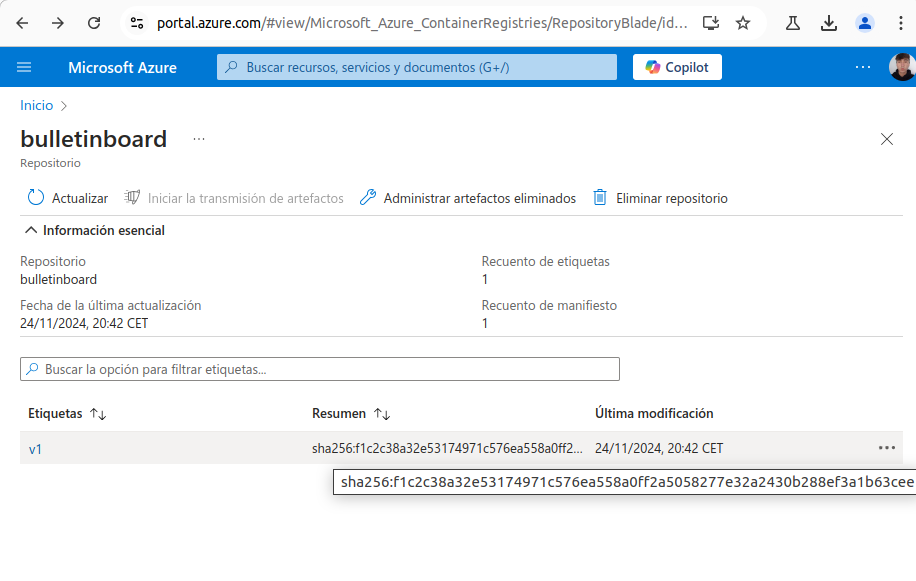 portal.azure.com/#view/Microsoft_Azure_ContainerRegistries/RepositoryBlade/id...
Microsoft Azure
Buscar recursos, servicios y documentos (G+/)
Copilot
Inicio
bulletinboard
Repositorio
Actualizar
Iniciar la transmisión de artefactos
Administrar artefactos eliminados
Eliminar repositorio
Información esencial
Repositorio
bulletinboard
Recuento de etiquetas
1
Fecha de la última actualización
24/11/2024, 20:42 CET
Recuento de manifiesto
1
Buscar la opción para filtrar etiquetas...
Etiquetas Resumen Última modificación
v1 sha256:f1c2c38a32e53174971c576ea558a0ff2... 24/11/2024, 20:42 CET
sha256:f1c2c38a32e53174971c576ea558a0ff2a5058277e32a2430b288ef3a1b63cee